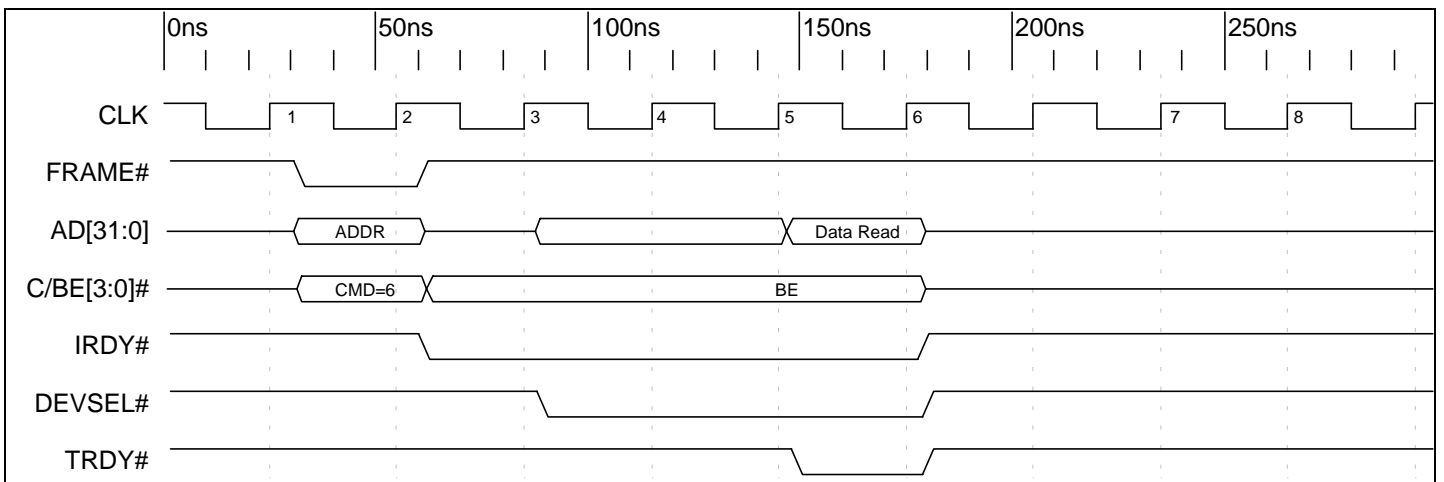 0ns 50ns 100ns 150ns 200ns 250ns
CLK 1 2 3 4 5 6 7 8
FRAME#
AD[31:0] ADDR Data Read
C/BE[3:0]# CMD=6 BE
IRDY#
DEVSEL#
TRDY#